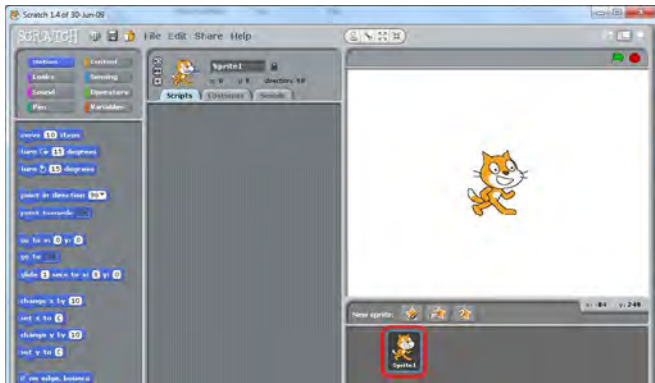 Scratch 1.4 of 30-Jun-09
SCRATCH File Edit Share Help
Motion Control
Looks Sensing
Sound Operators
Pen Variables
Sprite1
x: 0 y: 0 direction: 90
Scripts Costumes Sounds
move 10 steps
turn 15 degrees
turn 15 degrees
point in direction 90
point towards
go to x: 0 y: 0
go to
glide 1 secs to x: 0 y: 0
change x by 10
set x to 0
change y by 10
set y to 0
if on edge, bounce
New sprite:
Sprite1